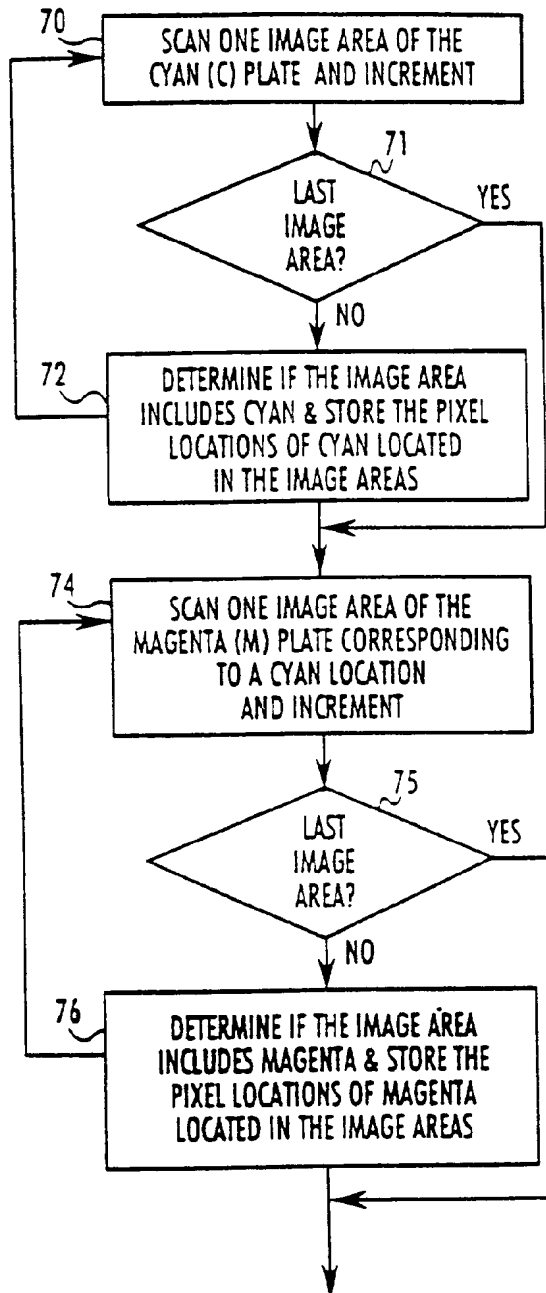 70
SCAN ONE IMAGE AREA OF THE
CYAN (C) PLATE AND INCREMENT
71
LAST
IMAGE
AREA?
YES
NO
72
DETERMINE IF THE IMAGE AREA
INCLUDES CYAN & STORE THE PIXEL
LOCATIONS OF CYAN LOCATED
IN THE IMAGE AREAS
74
SCAN ONE IMAGE AREA OF THE
MAGENTA (M) PLATE CORRESPONDING
TO A CYAN LOCATION
AND INCREMENT
75
LAST
IMAGE
AREA?
YES
NO
76
DETERMINE IF THE IMAGE AREA
INCLUDES MAGENTA & STORE THE
PIXEL LOCATIONS OF MAGENTA
LOCATED IN THE IMAGE AREAS